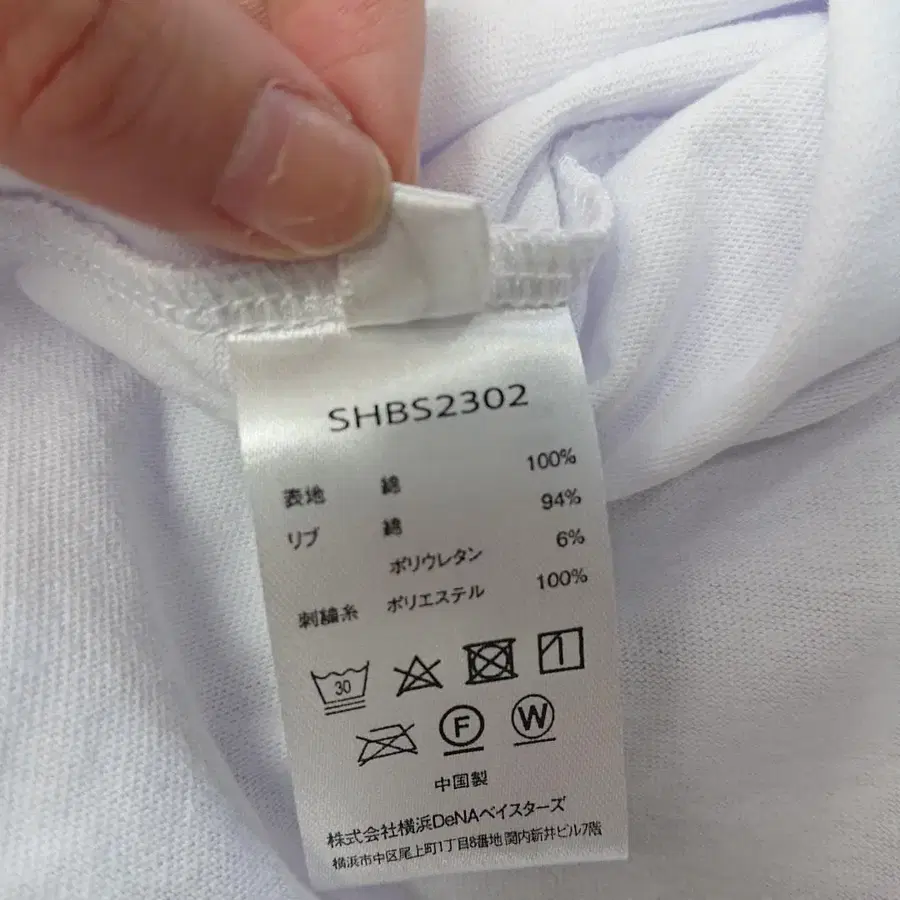 SHBS2302
表地 綿 100%
リブ 綿 94%
ポリウレタン 6%
刺繍糸 ポリエステル 100%
30
F W
中国製
株式会社横浜DeNAベイスターズ
横浜市中区尾上町1丁目8番地 関内新井ビル7階